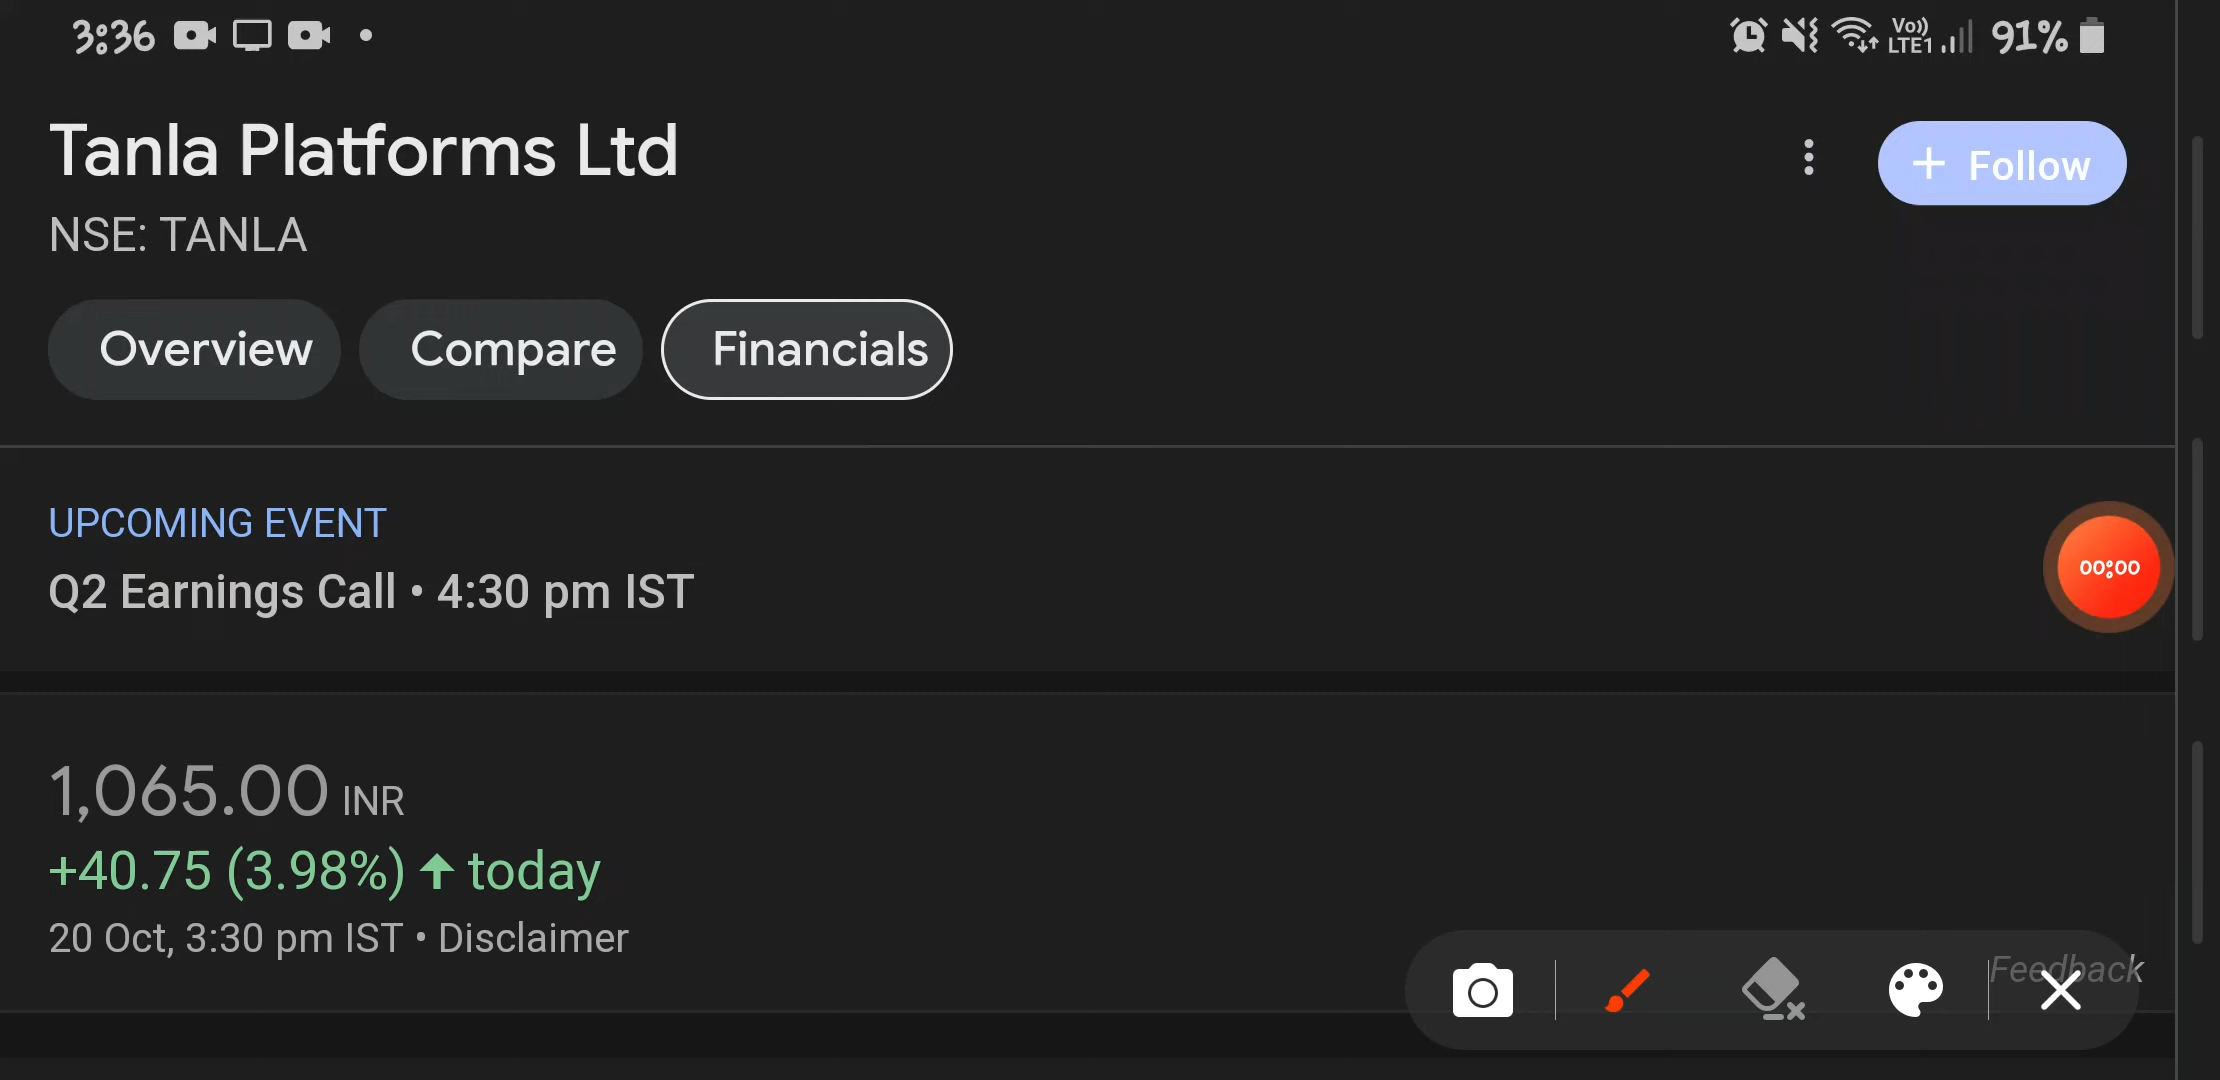 3:36
Vo))
LTE1
91%
Tanla Platforms Ltd
+ Follow
NSE: TANLA
Overview
Compare
Financials
UPCOMING EVENT
Q2 Earnings Call • 4:30 pm IST
00:00
1,065.00 INR
+40.75 (3.98%) ↑ today
20 Oct, 3:30 pm IST • Disclaimer
Feedback